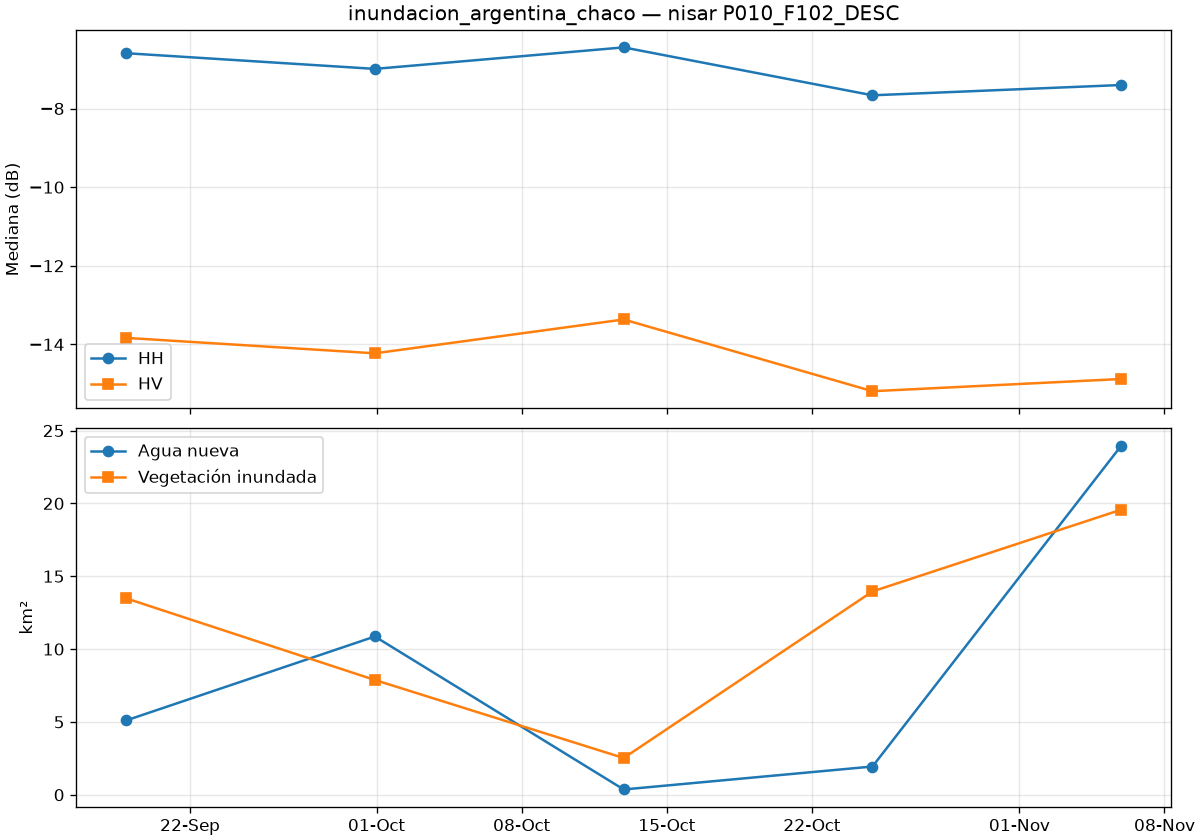 inundacion_argentina_chaco — nisar P010_F102_DESC
Mediana (dB)
−8
−10
−12
−14
HH
HV
km²
25
20
15
10
5
0
Agua nueva
Vegetación inundada
22-Sep
01-Oct
08-Oct
15-Oct
22-Oct
01-Nov
08-Nov